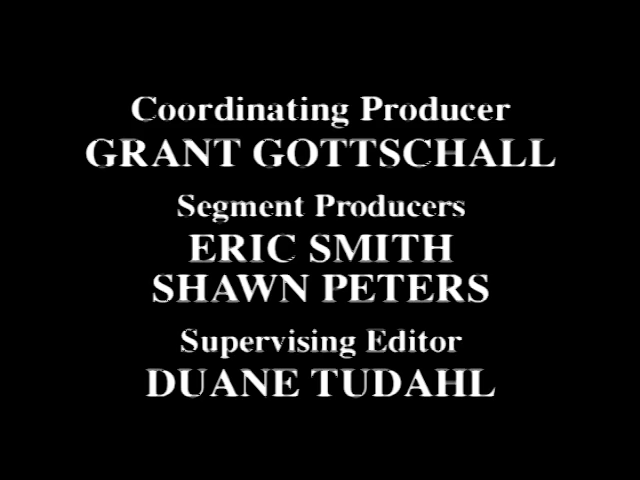 Coordinating Producer
GRANT GOTTSCHALL
Segment Producers
ERIC SMITH
SHAWN PETERS
Supervising Editor
DUANE TUDAHL